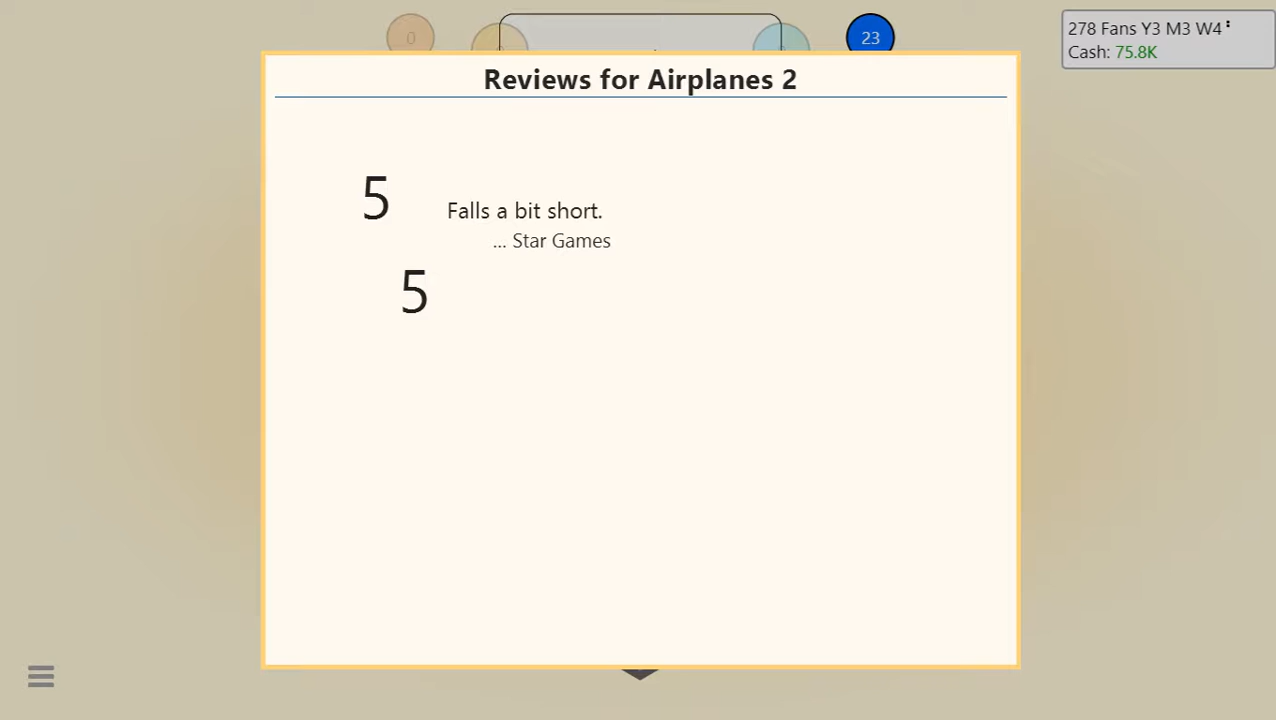 0
23
278 Fans Y3 M3 W4
Cash: 75.8K
Reviews for Airplanes 2
5
Falls a bit short.
... Star Games
5